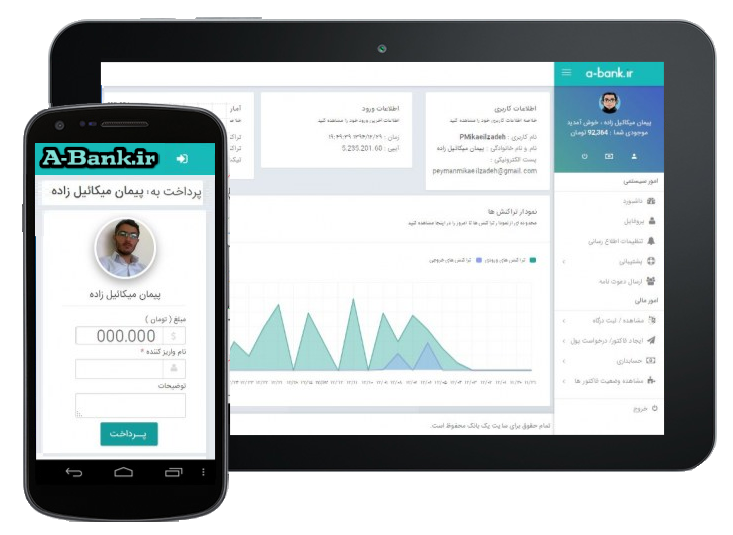 a-bank.ir
پیمان میکائیل زاده ، خوش آمدید
موجودی شما : 92,364 تومان
امور سیستمی
داشبورد
پروفایل
تنظیمات اطلاع رسانی
پشتیبانی
ارسال دعوت نامه
امور مالی
مشاهده / ثبت درگاه
ایجاد فاکتور/ درخواست پول
حسابداری
مشاهده وضعیت فاکتور ها
خروج
اطلاعات کاربری
خلاصه اطلاعات کاربری خود را مشاهده کنید
نام کاربری : PMikaeilzadeh
نام و نام خانوادگی : پیمان میکائیل زاده
پست الکترونیکی :
peymanmikaeilzadeh@gmail.com
اطلاعات ورود
اطلاعات آخرین ورود خود را مشاهده کنید
آیپی : 5.235.201.60
آمار
نمودار تراکنش ها
محدوده ای از نمودار تراکنش ها تا امروز را در اینجا مشاهده کنید
تراکنش های ورودی
تراکنش های خروجی
تمام حقوق برای سایت یک بانک محفوظ است.
A-Bank.ir
پرداخت به: پیمان میکائیل زاده
پیمان میکائیل زاده
مبلغ ( تومان )
000.000
نام واریز کننده *
توضیحات
پــرداخت